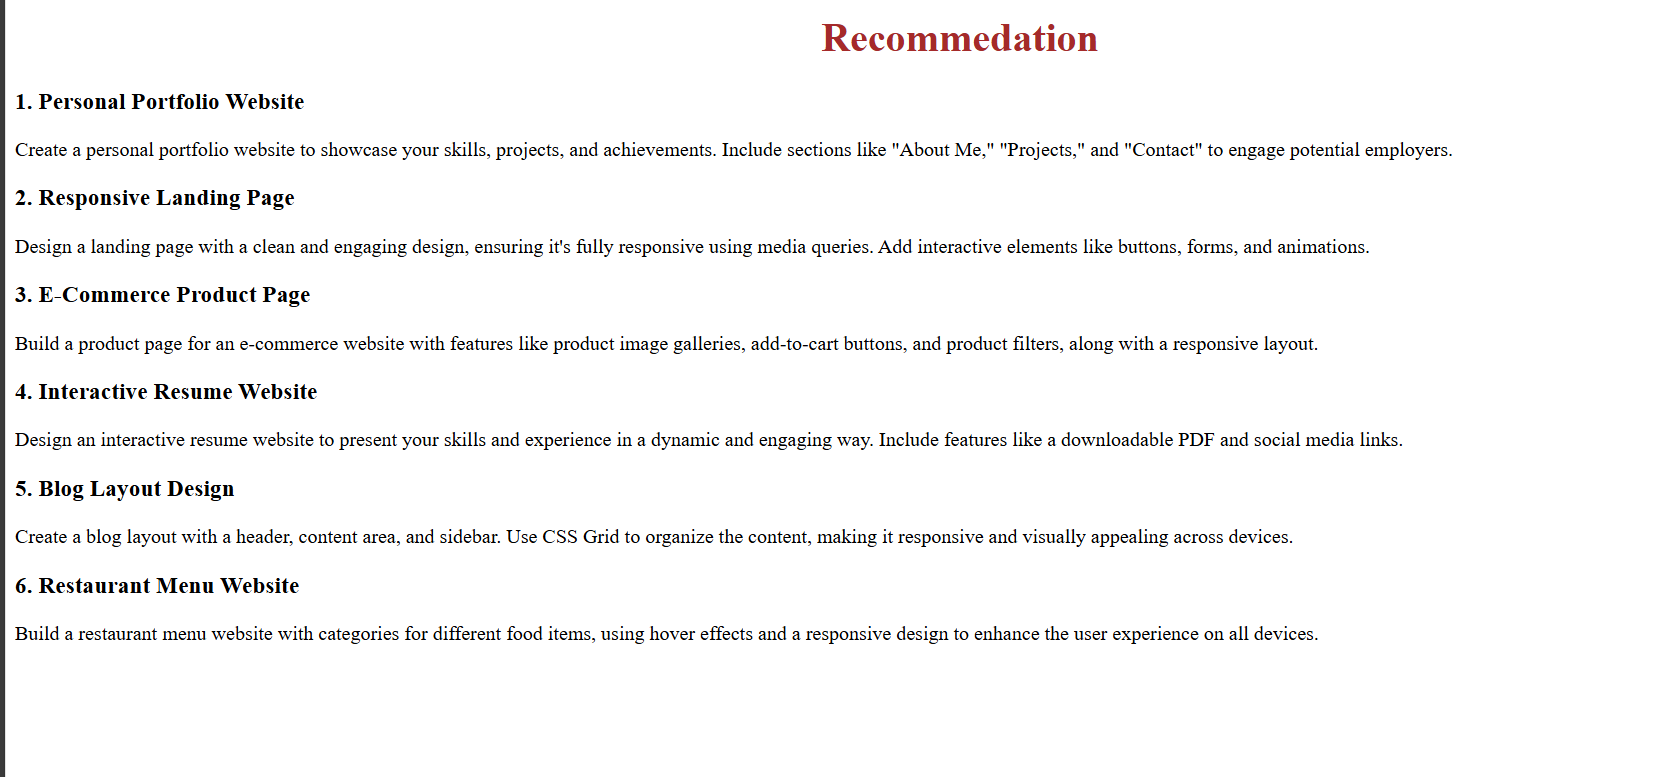 Recommedation
1. Personal Portfolio Website
Create a personal portfolio website to showcase your skills, projects, and achievements. Include sections like "About Me," "Projects," and "Contact" to engage potential employers.
2. Responsive Landing Page
Design a landing page with a clean and engaging design, ensuring it's fully responsive using media queries. Add interactive elements like buttons, forms, and animations.
3. E-Commerce Product Page
Build a product page for an e-commerce website with features like product image galleries, add-to-cart buttons, and product filters, along with a responsive layout.
4. Interactive Resume Website
Design an interactive resume website to present your skills and experience in a dynamic and engaging way. Include features like a downloadable PDF and social media links.
5. Blog Layout Design
Create a blog layout with a header, content area, and sidebar. Use CSS Grid to organize the content, making it responsive and visually appealing across devices.
6. Restaurant Menu Website
Build a restaurant menu website with categories for different food items, using hover effects and a responsive design to enhance the user experience on all devices.